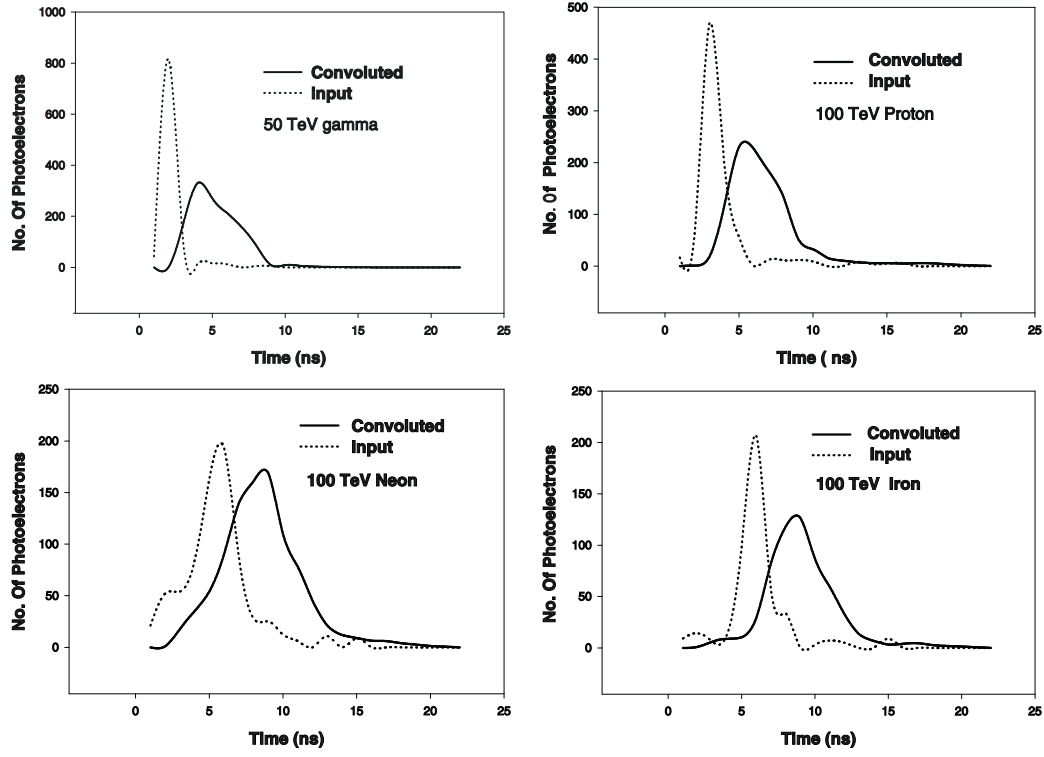 1000
800
600
400
200
0
No. Of Photoelectrons
Convoluted
Input
50 TeV gamma
0 5 10 15 20 25
Time (ns)
500
400
300
200
100
0
No. Of Photoelectrons
Convoluted
Input
100 TeV Proton
0 5 10 15 20 25
Time ( ns)
250
200
150
100
50
0
No. Of Photoelectrons
Convoluted
Input
100 TeV Neon
0 5 10 15 20 25
Time (ns)
250
200
150
100
50
0
No. Of Photoelectrons
Convoluted
Input
100 TeV Iron
0 5 10 15 20 25
Time (ns)